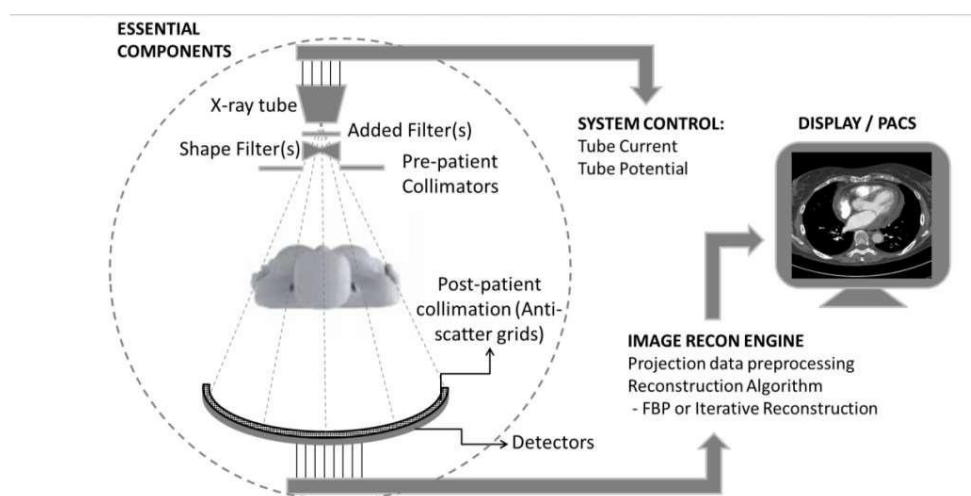 ESSENTIAL
COMPONENTS
X-ray tube
Added Filter(s)
Shape Filter(s)
Pre-patient
Collimators
Post-patient
collimation (Anti-
scatter grids)
Detectors
SYSTEM CONTROL:
Tube Current
Tube Potential
DISPLAY / PACS
IMAGE RECON ENGINE
Projection data preprocessing
Reconstruction Algorithm
- FBP or Iterative Reconstruction